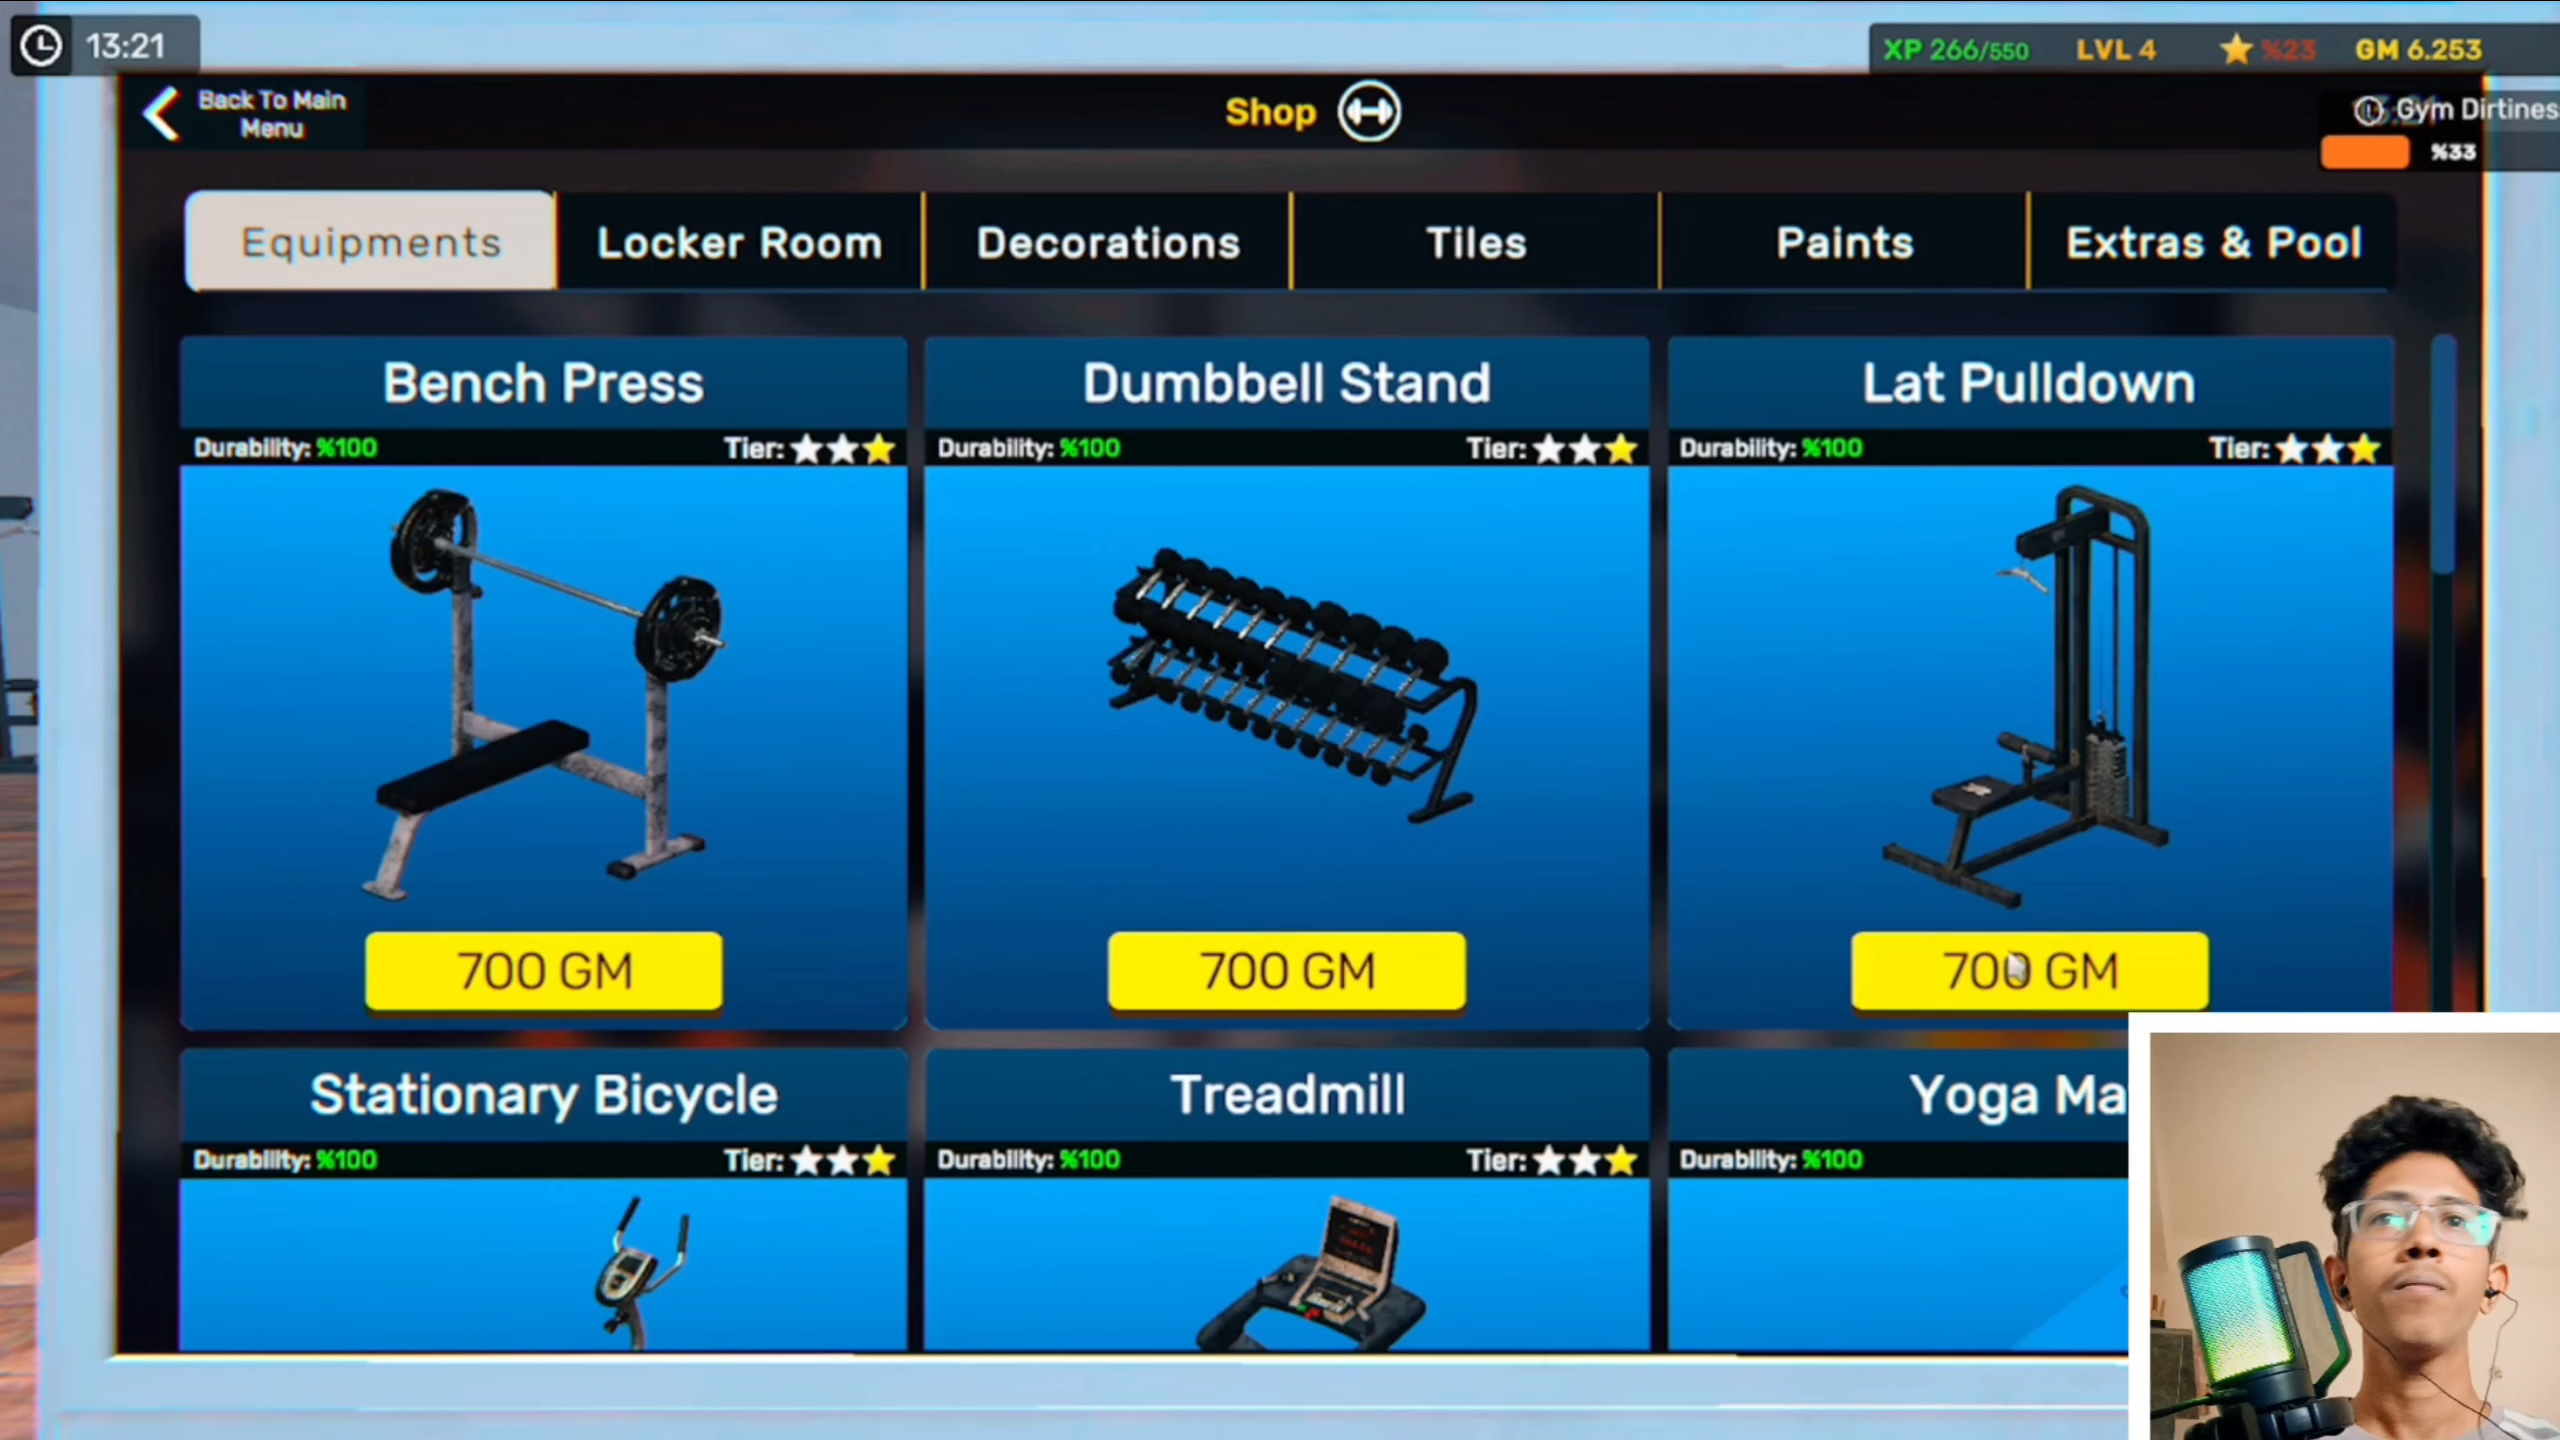 13:21
XP 266/550 LVL 4 %23 GM 6.253
Back To Main
Menu
Shop
Gym Dirtines
%33
Equipments Locker Room Decorations Tiles Paints Extras & Pool
Bench Press Dumbbell Stand Lat Pulldown
Durability: %100 Tier: Durability: %100 Tier: Durability: %100 Tier:
700 GM 700 GM 700 GM
Stationary Bicycle Treadmill Yoga Ma
Durability: %100 Tier: Durability: %100 Tier: Durability: %100